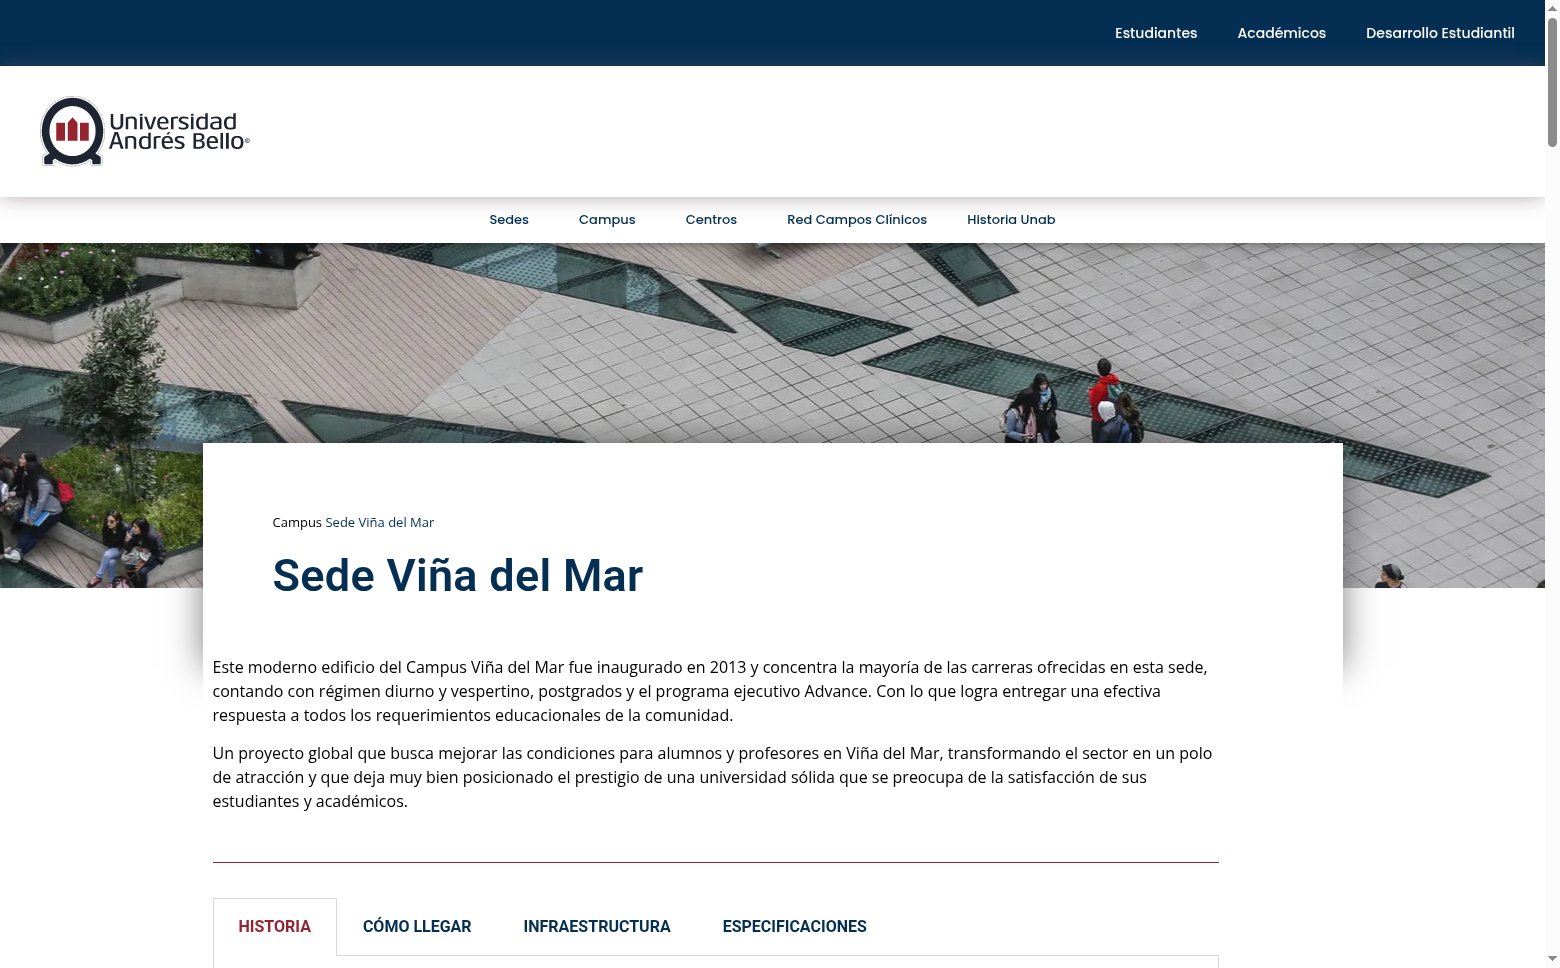 Estudiantes Académicos Desarrollo Estudiantil
Universidad
Andrés Bello®
Sedes Campus Centros Red Campos Clínicos Historia Unab
Campus Sede Viña del Mar
Sede Viña del Mar
Este moderno edificio del Campus Viña del Mar fue inaugurado en 2013 y concentra la mayoría de las carreras ofrecidas en esta sede,
contando con régimen diurno y vespertino, postgrados y el programa ejecutivo Advance. Con lo que logra entregar una efectiva
respuesta a todos los requerimientos educacionales de la comunidad.
Un proyecto global que busca mejorar las condiciones para alumnos y profesores en Viña del Mar, transformando el sector en un polo
de atracción y que deja muy bien posicionado el prestigio de una universidad sólida que se preocupa de la satisfacción de sus
estudiantes y académicos.
HISTORIA CÓMO LLEGAR INFRAESTRUCTURA ESPECIFICACIONES